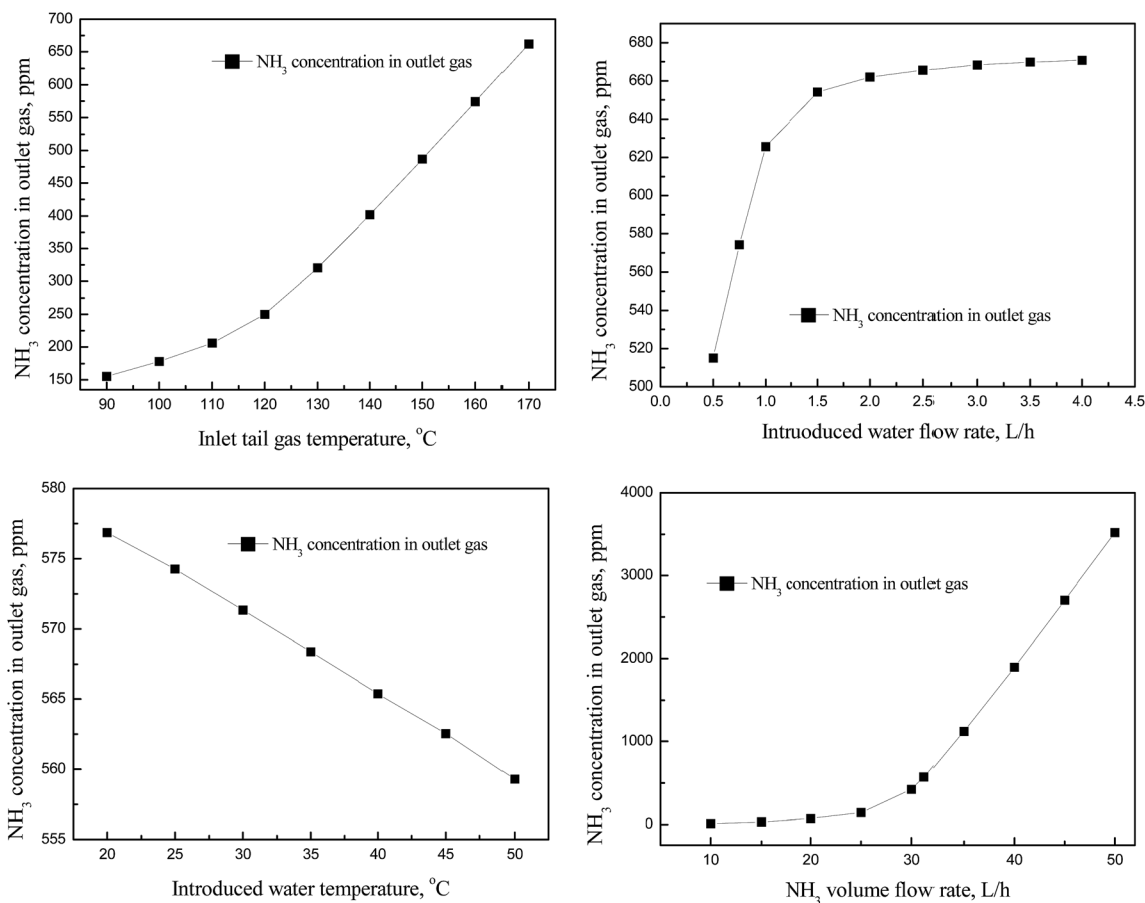 700
650
600
550
500
450
400
350
300
250
200
150
NH₃ concentration in outlet gas, ppm
NH₃ concentration in outlet gas
90 100 110 120 130 140 150 160 170
Inlet tail gas temperature, °C
680
660
640
620
600
580
560
540
520
500
NH₃ concentration in outlet gas, ppm
NH₃ concentration in outlet gas
0.0 0.5 1.0 1.5 2.0 2.5 3.0 3.5 4.0 4.5
Intruoduced water flow rate, L/h
580
575
570
565
560
555
NH₃ concentration in outlet gas, ppm
NH₃ concentration in outlet gas
20 25 30 35 40 45 50
Introduced water temperature, °C
4000
3000
2000
1000
0
NH₃ concentration in outlet gas, ppm
NH₃ concentration in outlet gas
10 20 30 40 50
NH₃ volume flow rate, L/h